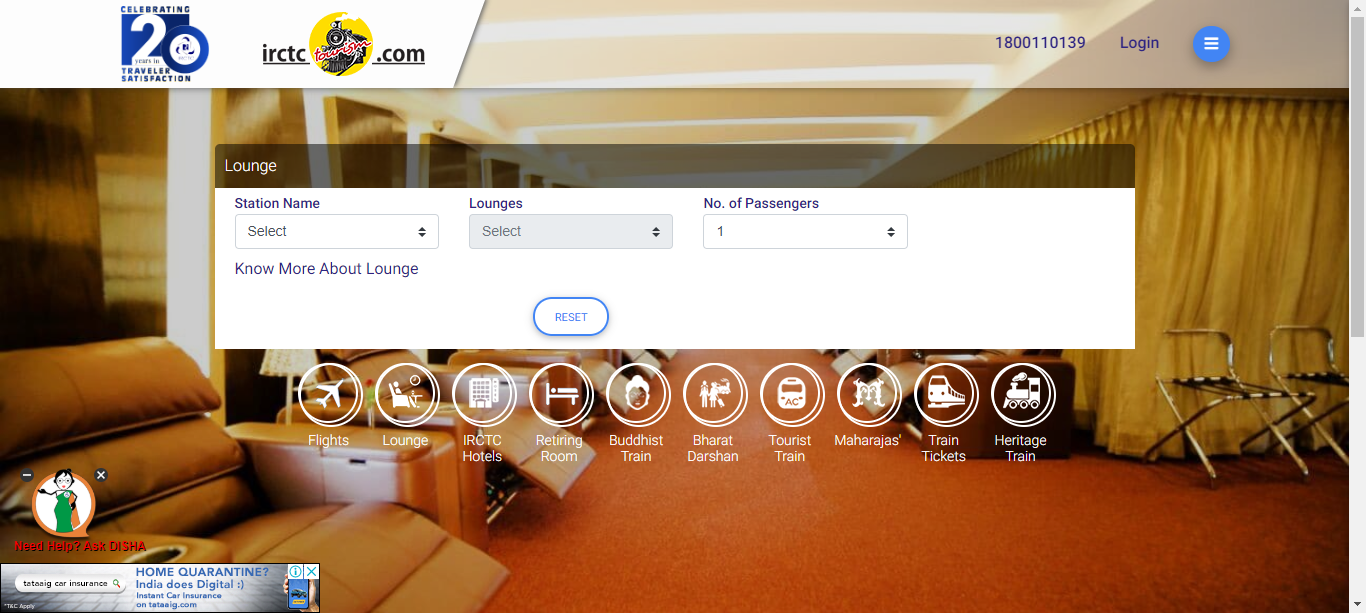 CELEBRATING
20
years in
TRAVELER
SATISFACTION
irctc tourism .com
1800110139
Login
Lounge
Station Name
Lounges
No. of Passengers
Select
Select
1
Know More About Lounge
RESET
Flights
Lounge
IRCTC
Hotels
Retiring
Room
Buddhist
Train
Bharat
Darshan
AC
Tourist
Train
Maharajas'
Train
Tickets
Heritage
Train
Need Help? Ask DISHA
tataaig car insurance
HOME QUARANTINE?
India does Digital :)
Instant Car Insurance
on tataaig.com
*T&C Apply